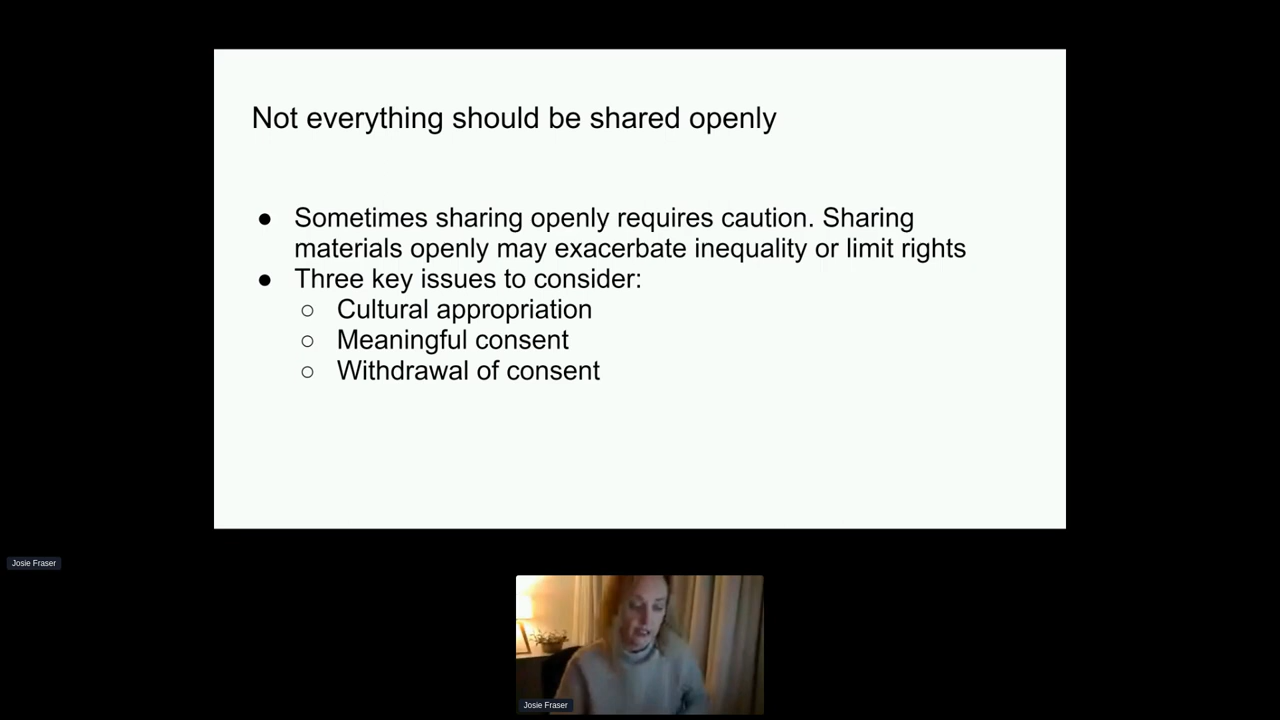 Not everything should be shared openly
● Sometimes sharing openly requires caution. Sharing
materials openly may exacerbate inequality or limit rights
● Three key issues to consider:
○ Cultural appropriation
○ Meaningful consent
○ Withdrawal of consent
Josie Fraser
Josie Fraser